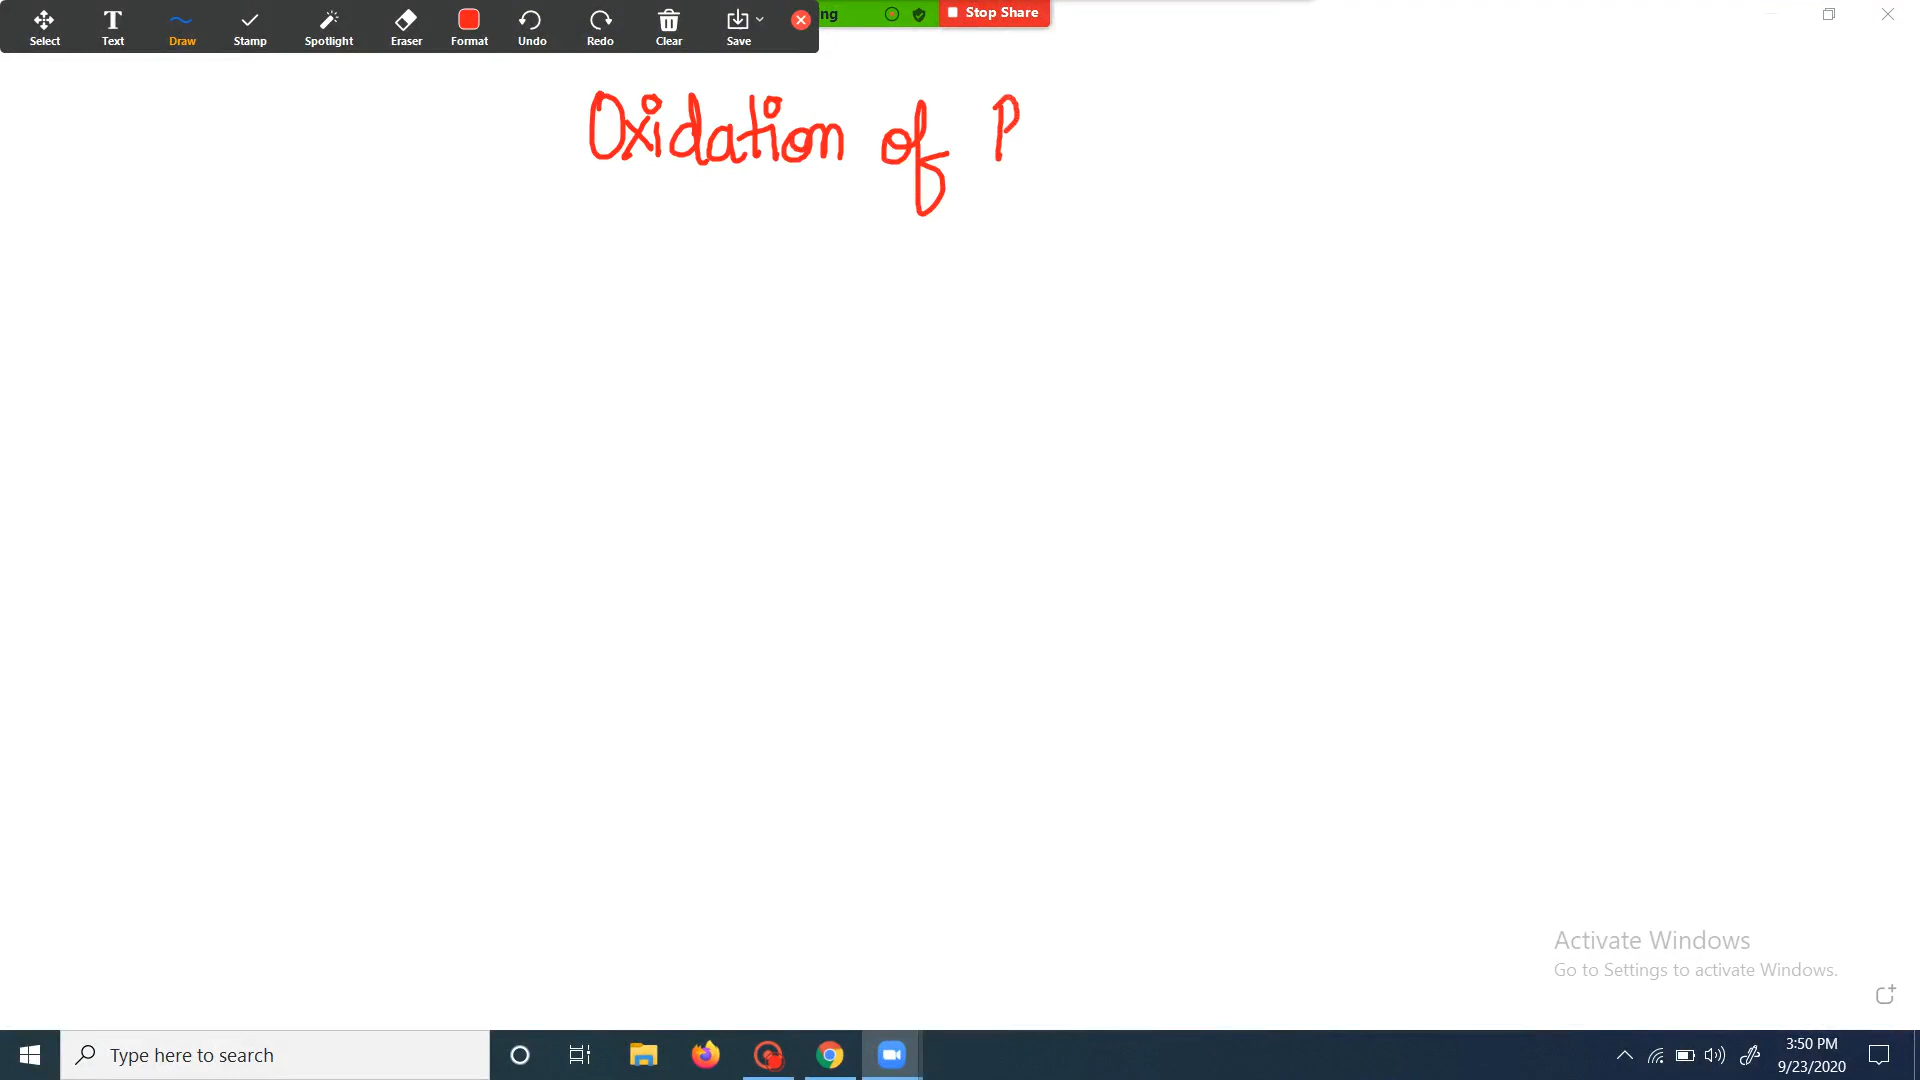 Select Text Draw Stamp Spotlight Eraser Format Undo Redo Clear Save
ng Stop Share
Oxidation of P
Activate Windows
Go to Settings to activate Windows.
Type here to search
3:50 PM
9/23/2020